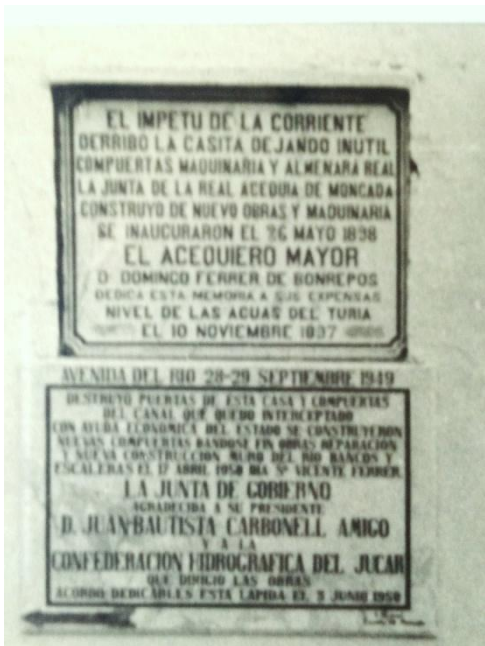 EL IMPETU DE LA CORRIENTE
DERRIBO LA CASITA DEJANDO INUTIL
COMPUERTAS MAQUINARIA Y ALMENARA REAL
LA JUNTA DE LA REAL ACEQUIA DE MONCADA
CONSTRUYO DE NUEVO OBRAS Y MAQUINARIA
SE INAUGURARON EL 26 MAYO 1898
EL ACEQUIERO MAYOR
D. DOMINGO FERRER DE BONREPOS
DEDICA ESTA MEMORIA A SUS EXPENSAS
NIVEL DE LAS AGUAS DEL TURIA
EL 10 NOVIEMBRE 1897
AVENIDA DEL RIO 28-29 SEPTIEMBRE 1949
DESTRUYO PUERTAS DE ESTA CASA Y COMPUERTAS
DEL CANAL QUE QUEDO INTERCEPTADO
CON AYUDA ECONOMICA DEL ESTADO SE CONSTRUYERON
NUEVAS COMPUERTAS DANDOSE FIN OBRAS REPARACION
Y NUEVA CONSTRUCCION MURO DEL RIO BANCOS Y
ESCALERAS EL 17 ABRIL 1950 DIA Sn VICENTE FERRER
LA JUNTA DE GOBIERNO
AGRADECIDA A SU PRESIDENTE
D. JUAN BAUTISTA CARBONELL AMIGO
Y A LA
CONFEDERACION HIDROGRAFICA DEL JUCAR
QUE DIRIGIO LAS OBRAS
ACORDO DEDICARLES ESTA LAPIDA EL 3 JUNIO 1950